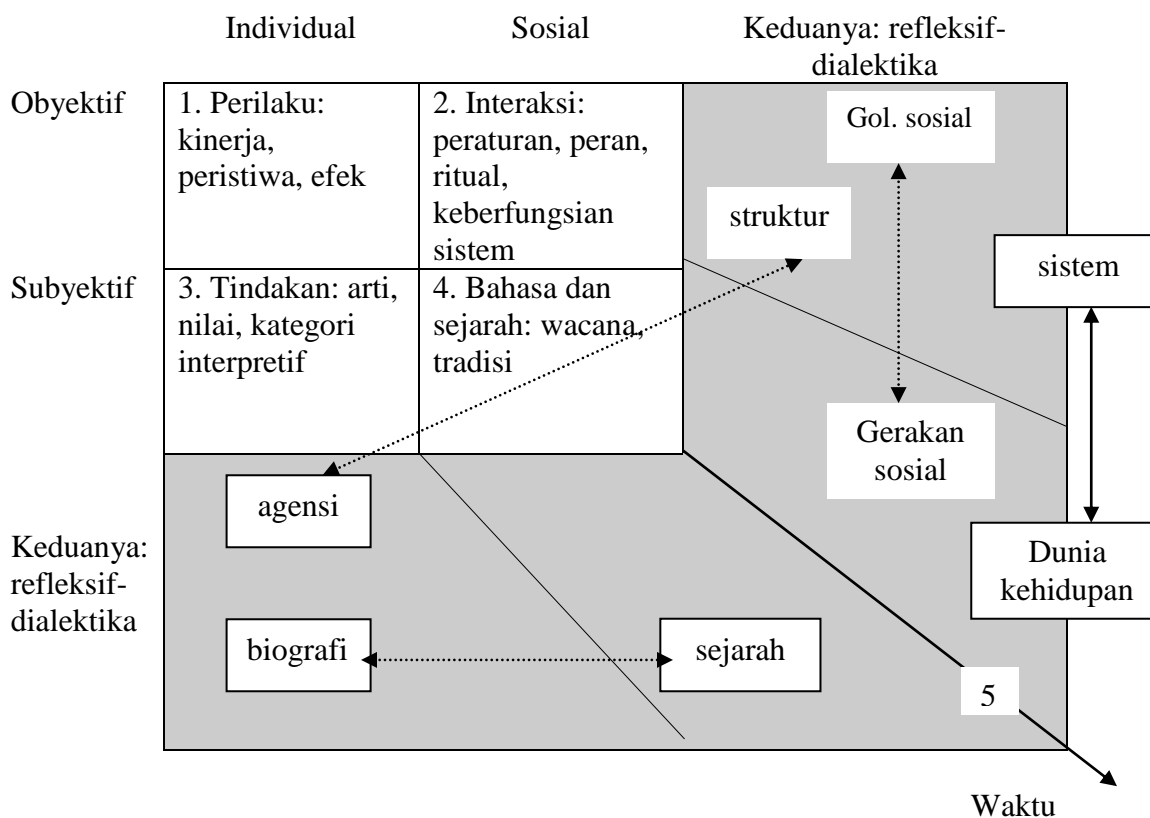 Individual
Sosial
Keduanya: refleksif-
dialektika
Obyektif
1. Perilaku:
kinerja,
peristiwa, efek
2. Interaksi:
peraturan, peran,
ritual,
keberfungsian
sistem
Gol. sosial
struktur
sistem
Subyektif
3. Tindakan: arti,
nilai, kategori
interpretif
4. Bahasa dan
sejarah: wacana,
tradisi
Gerakan
sosial
agensi
Keduanya:
refleksif-
dialektika
Dunia
kehidupan
biografi
sejarah
5
Waktu